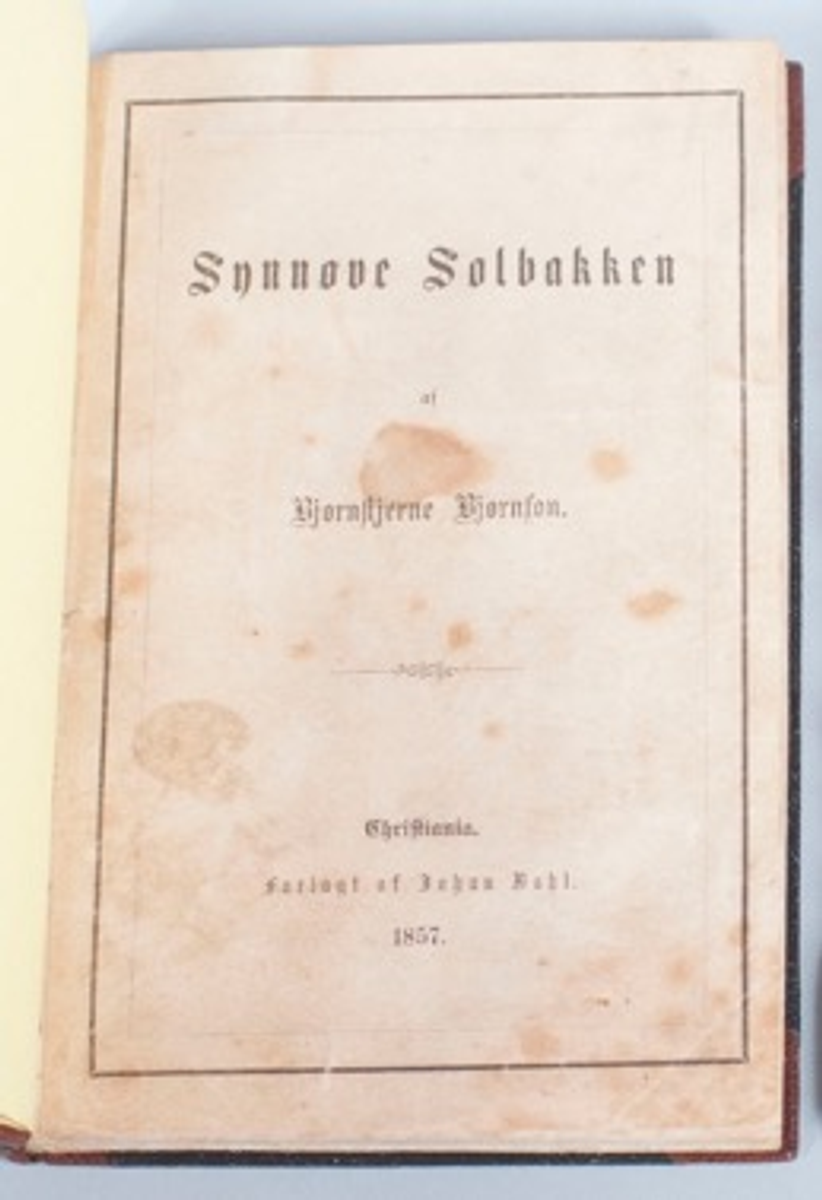 Synnøve Solbakken
af
Bjørnstjerne Bjørnson.
Christiania.
Forlagt af Johan Dahl.
1857.